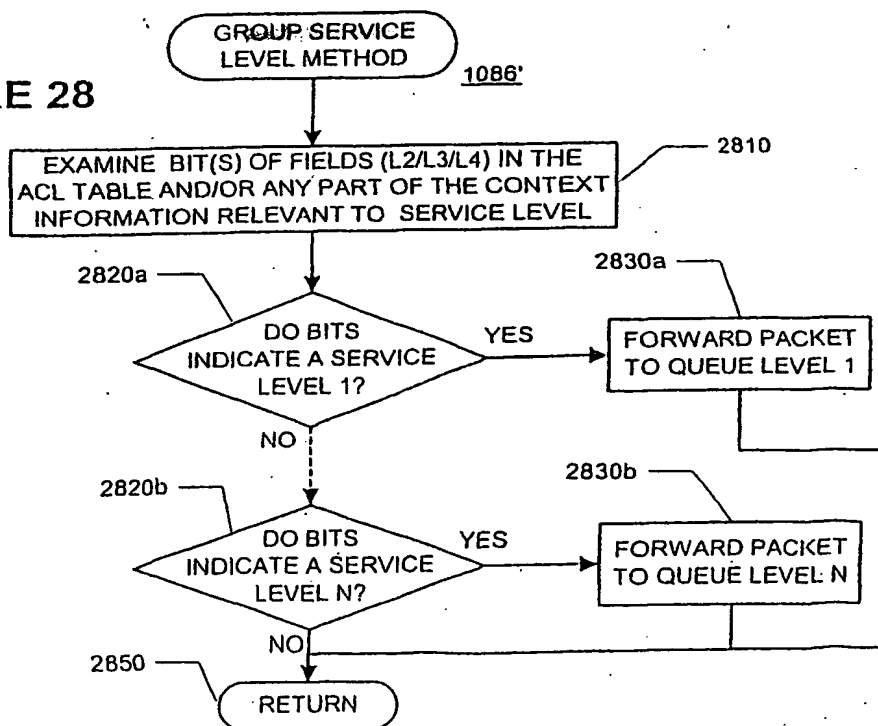 GROUP SERVICE
LEVEL METHOD
1086'
E 28
EXAMINE BIT(S) OF FIELDS (L2/L3/L4) IN THE
ACL TABLE AND/OR ANY PART OF THE CONTEXT
INFORMATION RELEVANT TO SERVICE LEVEL
2810
2820a
2830a
DO BITS
INDICATE A SERVICE
LEVEL 1?
YES
FORWARD PACKET
TO QUEUE LEVEL 1
NO
2820b
2830b
DO BITS
INDICATE A SERVICE
LEVEL N?
YES
FORWARD PACKET
TO QUEUE LEVEL N
NO
2850
RETURN